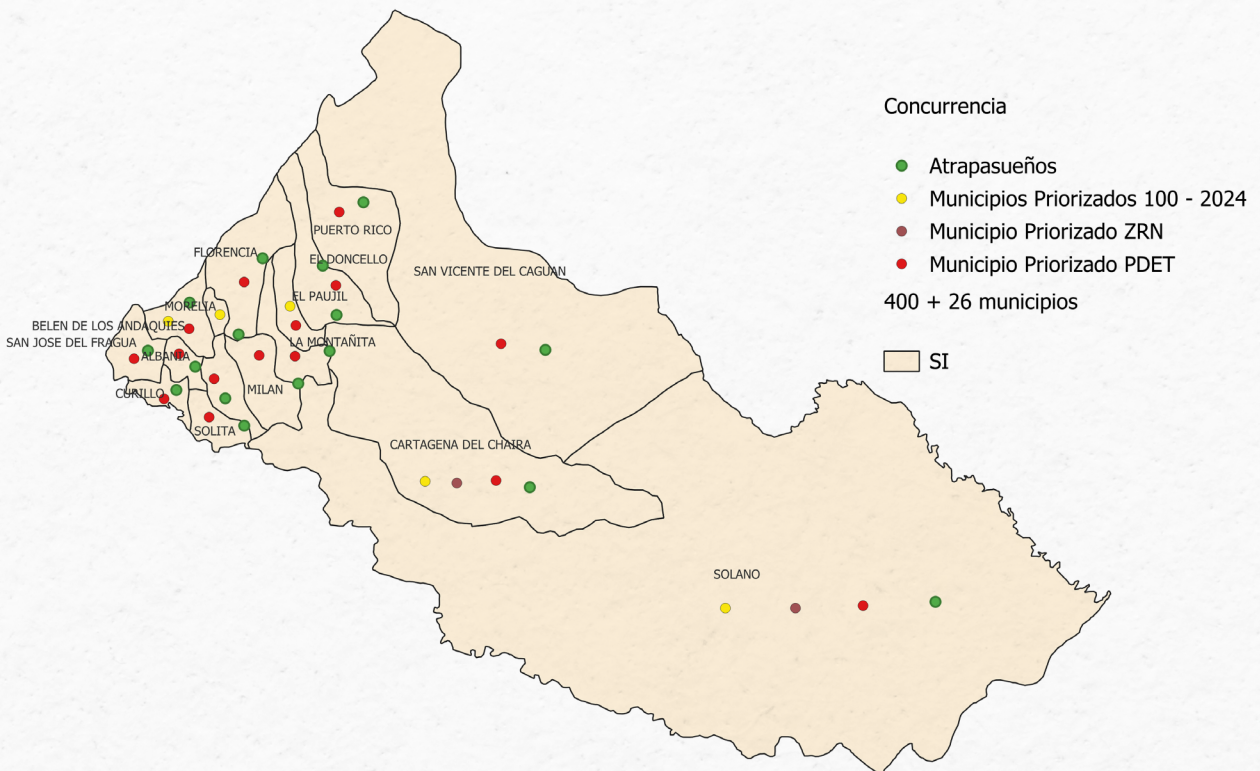 Concurrencia
Atrapasueños
Municipios Priorizados 100 - 2024
Municipio Priorizado ZRN
Municipio Priorizado PDET
400 + 26 municipios
SI
PUERTO RICO
FLORENCIA
EL DONCELLO
SAN VICENTE DEL CAGUAN
EL PAUJIL
MORELIA
BELEN DE LOS ANDAQUIES
SAN JOSE DEL FRAGUA
LA MONTAÑITA
ALBANIA
CURILLO
MILAN
SOLITA
CARTAGENA DEL CHAIRA
SOLANO